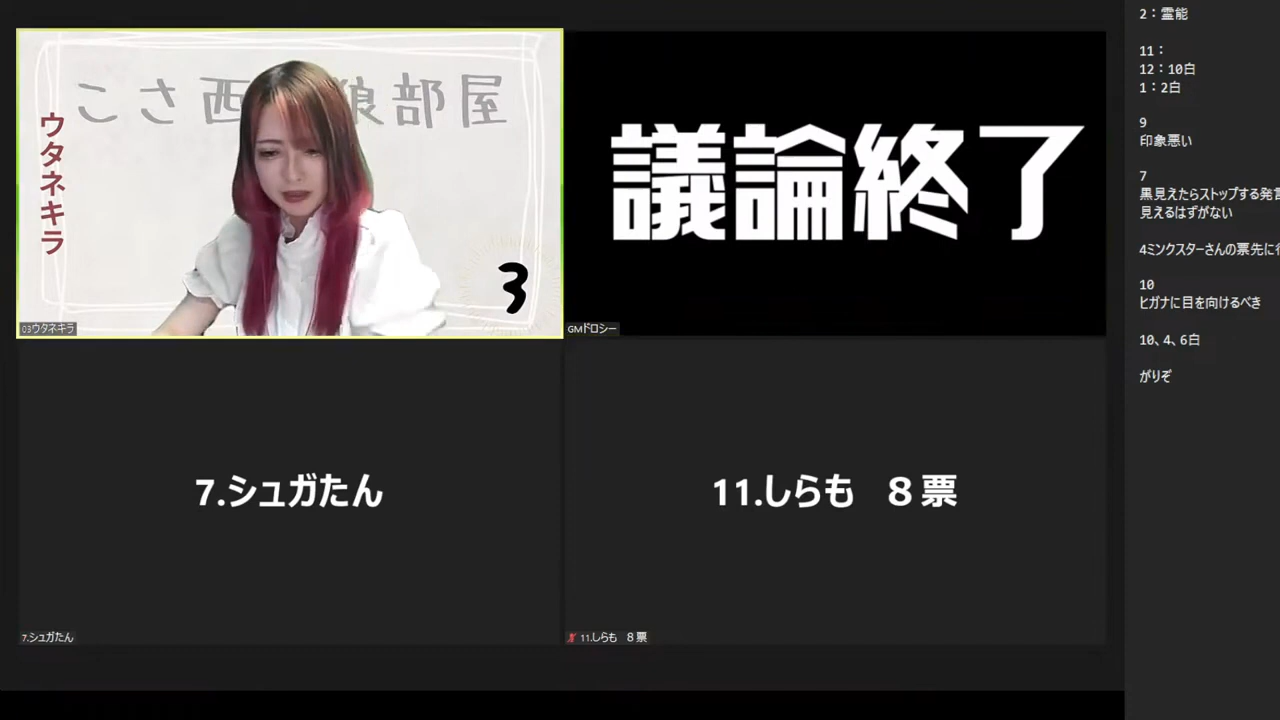 こさ西 狼部屋
ウタネキラ
3
03ウタネキラ
議論終了
GMドロシー
7.シュガたん
7.シュガたん
11.しらも 8票
11.しらも 8票
2：霊能
11：
12：10白
1：2白
9
印象悪い
7
黒見えたらストップする発言
見えるはずがない
4ミンクスターさんの票先に
10
ヒガナに目を向けるべき
10、4、6白
がりぞ